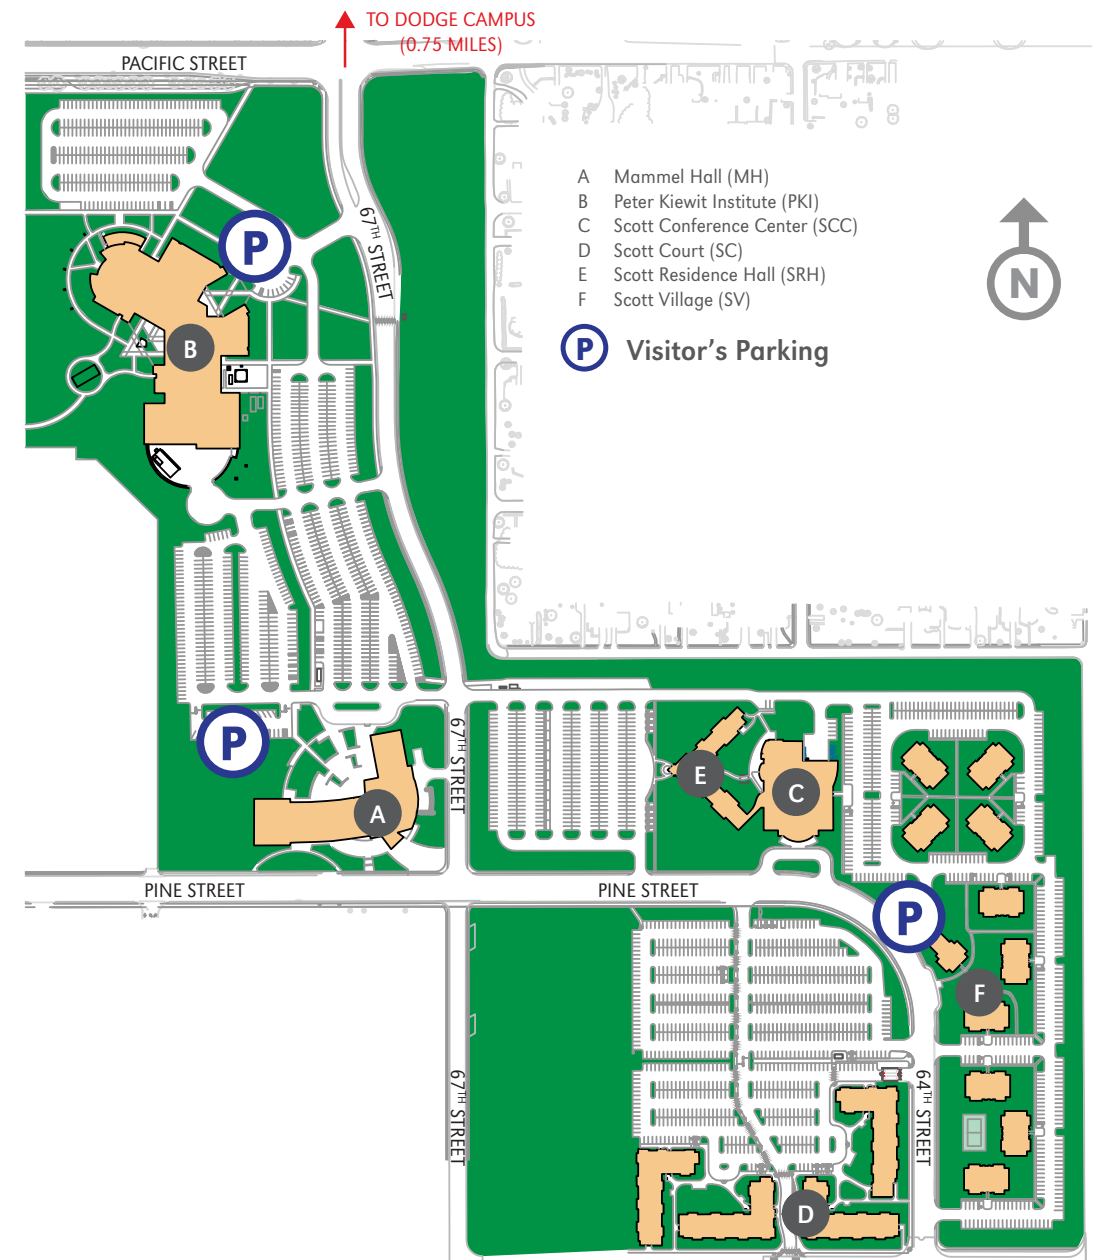 TO DODGE CAMPUS
(0.75 MILES)
PACIFIC STREET
A Mammel Hall (MH)
B Peter Kiewit Institute (PKI)
C Scott Conference Center (SCC)
D Scott Court (SC)
E Scott Residence Hall (SRH)
F Scott Village (SV)
P Visitor's Parking
N
P
67TH STREET
B
P
67TH STREET
E
C
A
PINE STREET
PINE STREET
P
F
67TH STREET
64TH STREET
D